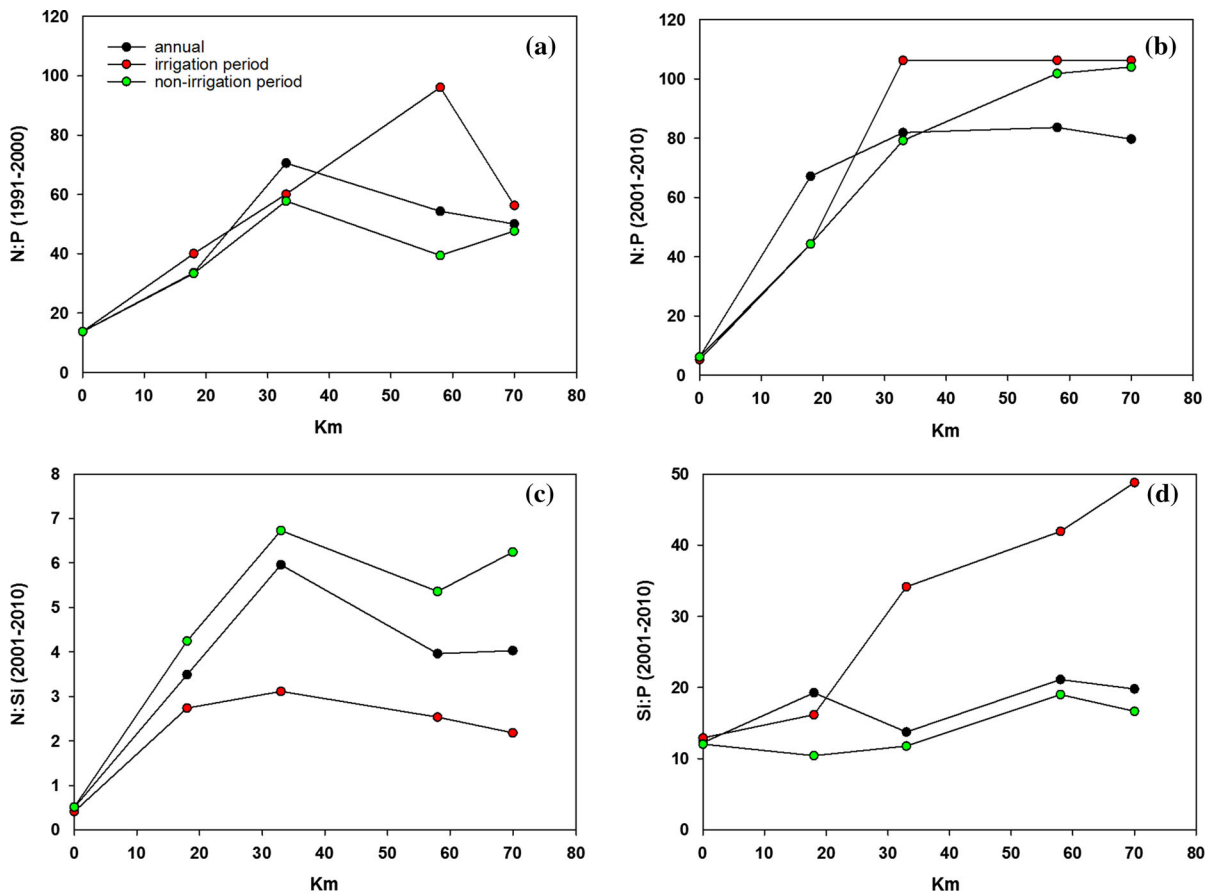 (a)
annual
irrigation period
non-irrigation period
N:P (1991-2000)
120
100
80
60
40
20
0
0 10 20 30 40 50 60 70 80
Km
(b)
N:P (2001-2010)
120
100
80
60
40
20
0
0 10 20 30 40 50 60 70 80
Km
(c)
N:Si (2001-2010)
8
7
6
5
4
3
2
1
0
0 10 20 30 40 50 60 70 80
Km
(d)
Si:P (2001-2010)
50
40
30
20
10
0
0 10 20 30 40 50 60 70 80
Km